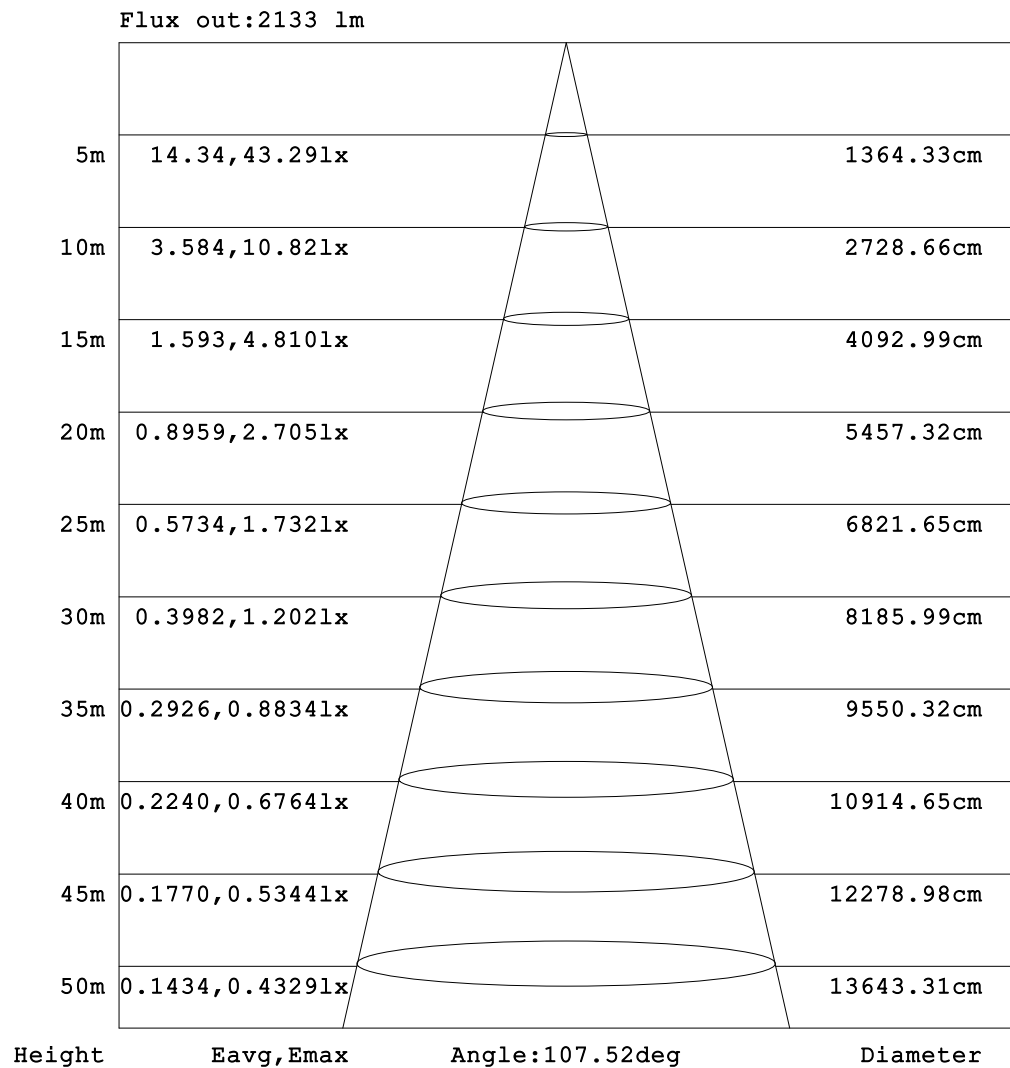 Flux out:2133 lm
5m 14.34,43.29lx 1364.33cm
10m 3.584,10.82lx 2728.66cm
15m 1.593,4.810lx 4092.99cm
20m 0.8959,2.705lx 5457.32cm
25m 0.5734,1.732lx 6821.65cm
30m 0.3982,1.202lx 8185.99cm
35m 0.2926,0.8834lx 9550.32cm
40m 0.2240,0.6764lx 10914.65cm
45m 0.1770,0.5344lx 12278.98cm
50m 0.1434,0.4329lx 13643.31cm
Height Eavg,Emax Angle:107.52deg Diameter